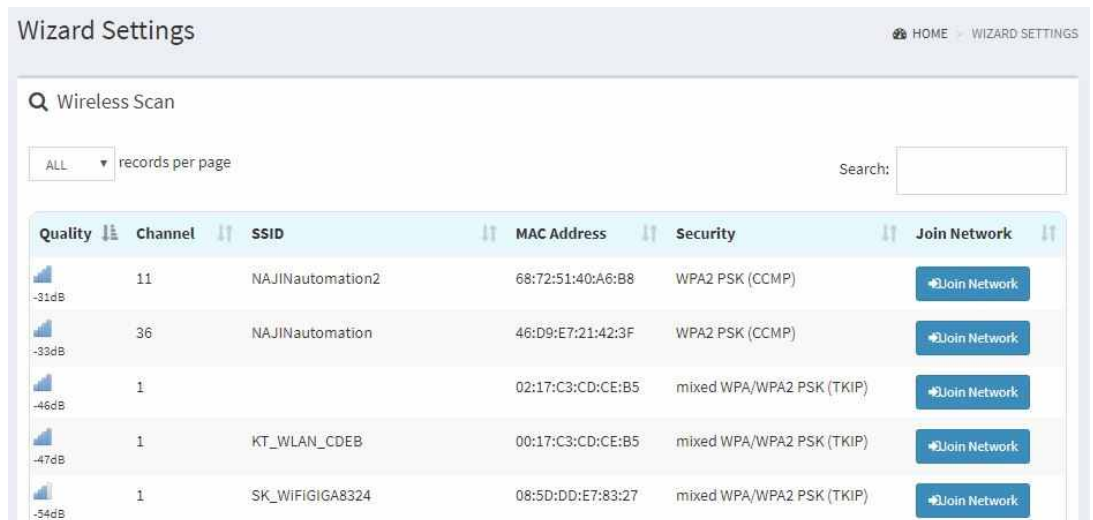 Wizard Settings
HOME WIZARD SETTINGS
Wireless Scan
ALL records per page
Search:
Quality Channel SSID MAC Address Security Join Network
-31dB 11 NAJINautomation2 68:72:51:40:A6:B8 WPA2 PSK (CCMP) Join Network
-33dB 36 NAJINautomation 46:D9:E7:21:42:3F WPA2 PSK (CCMP) Join Network
-46dB 1 02:17:C3:CD:CE:B5 mixed WPA/WPA2 PSK (TKIP) Join Network
-47dB 1 KT_WLAN_CDEB 00:17:C3:CD:CE:B5 mixed WPA/WPA2 PSK (TKIP) Join Network
-54dB 1 SK_WiFiGIGA8324 08:5D:DD:E7:83:27 mixed WPA/WPA2 PSK (TKIP) Join Network